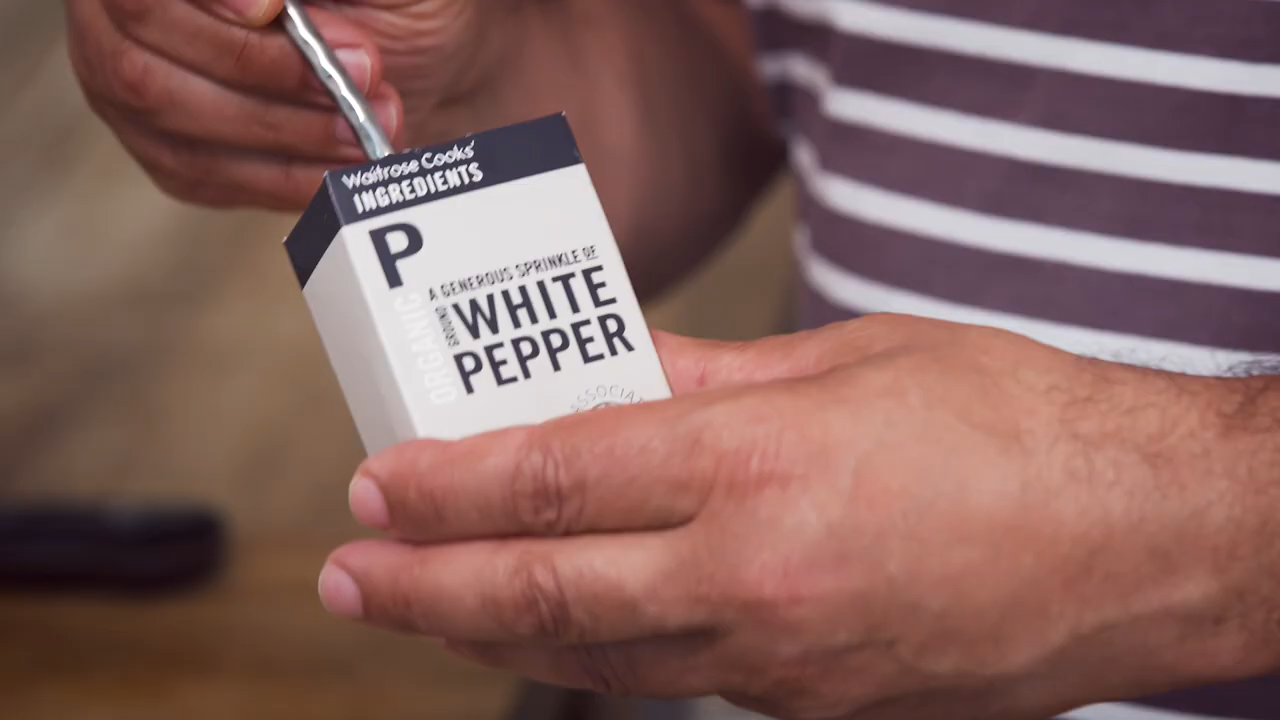 Waitrose Cooks'
INGREDIENTS
P
A GENEROUS SPRINKLE OF
GROUND
WHITE
PEPPER
ORGANIC